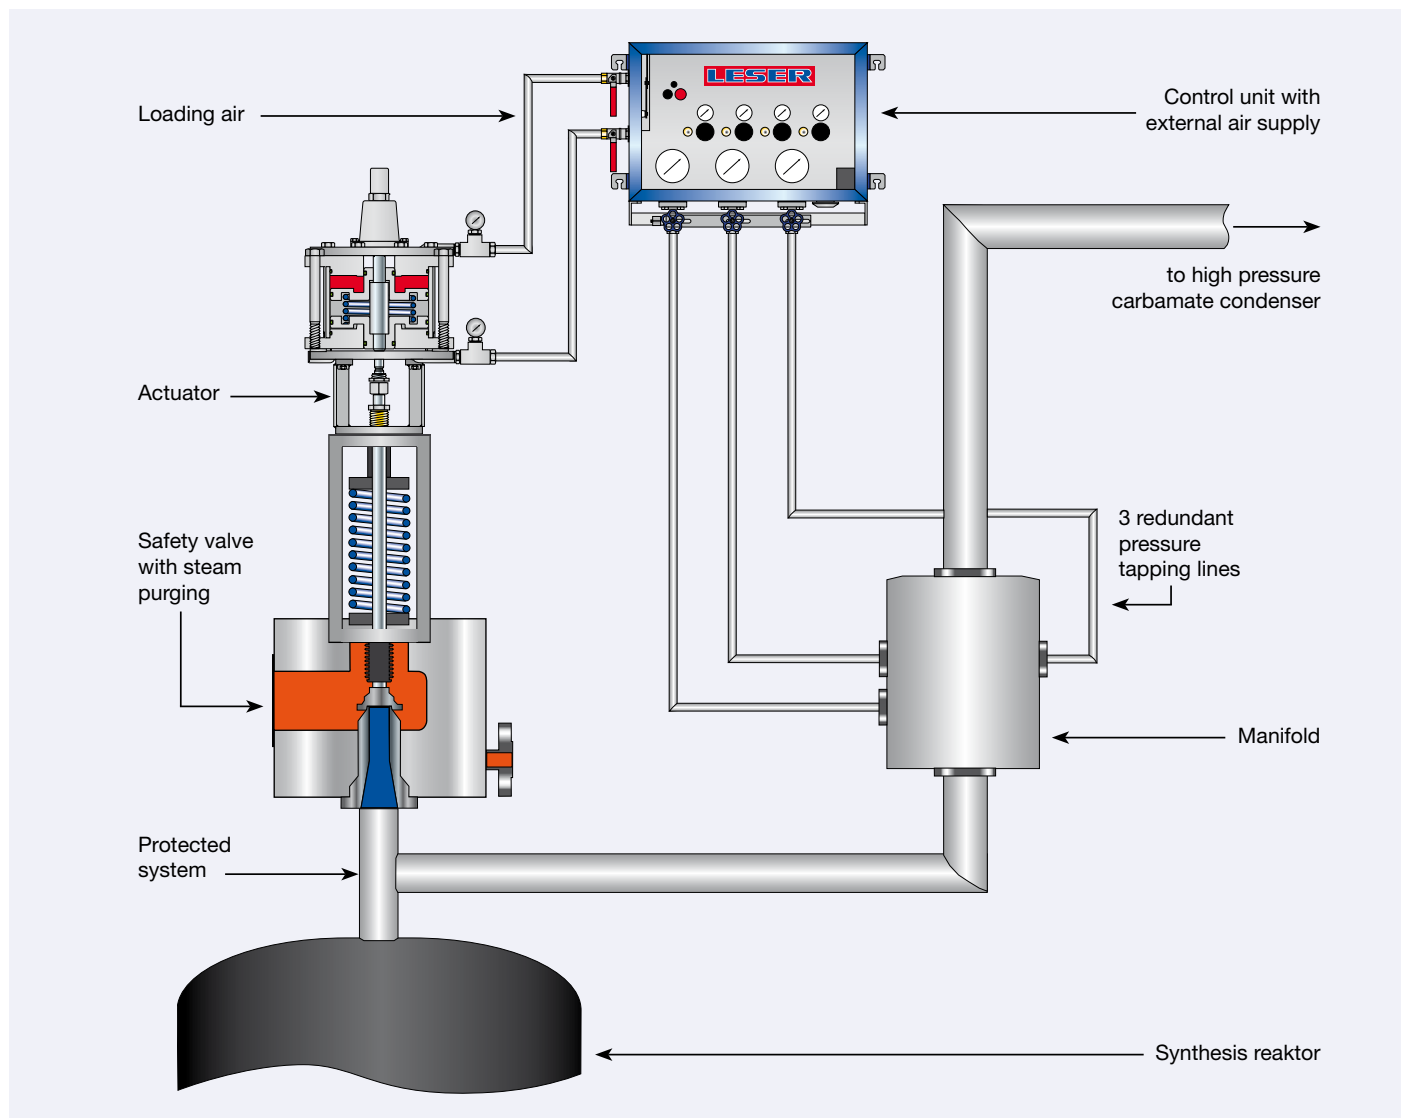 LESER
Loading air
Control unit with
external air supply
to high pressure
carbamate condenser
Actuator
3 redundant
pressure
tapping lines
Safety valve
with steam
purging
Manifold
Protected
system
Synthesis reaktor